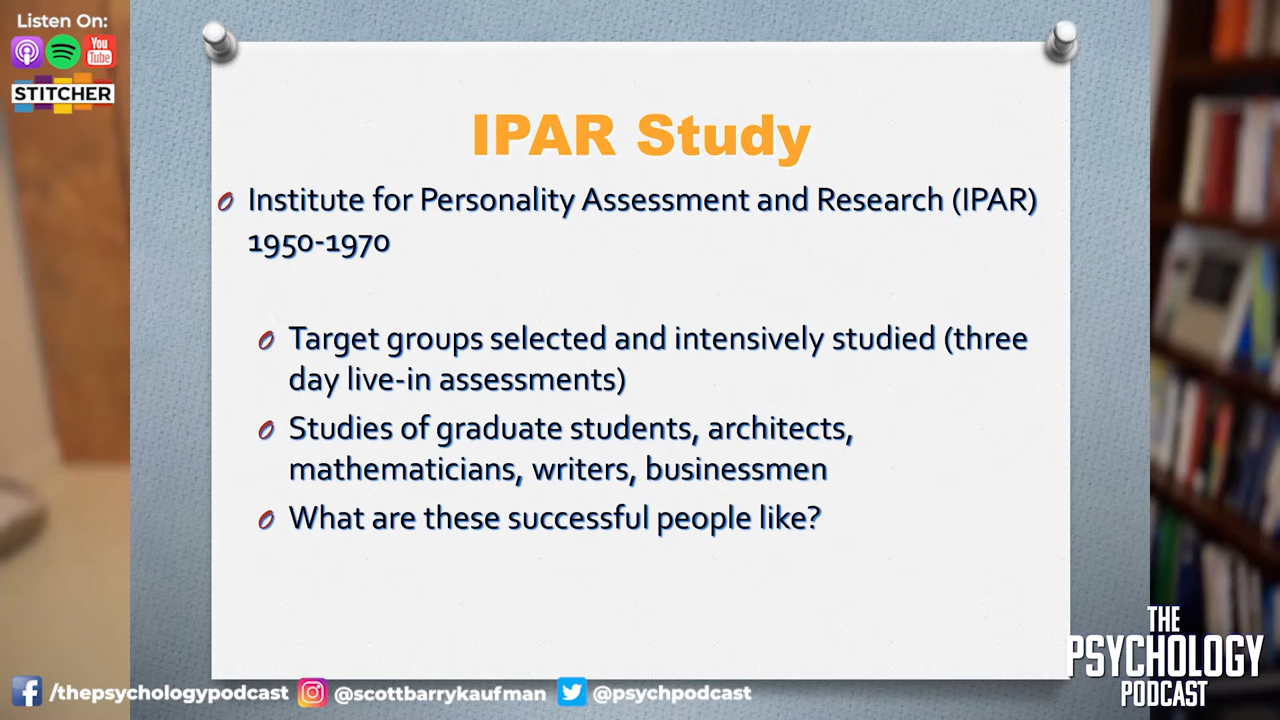 Listen On:
You
Tube
STITCHER
IPAR Study
Institute for Personality Assessment and Research (IPAR)
1950-1970
Target groups selected and intensively studied (three
day live-in assessments)
Studies of graduate students, architects,
mathematicians, writers, businessmen
What are these successful people like?
THE
PSYCHOLOGY
PODCAST
/thepsychologypodcast @scottbarrykaufman @psychpodcast